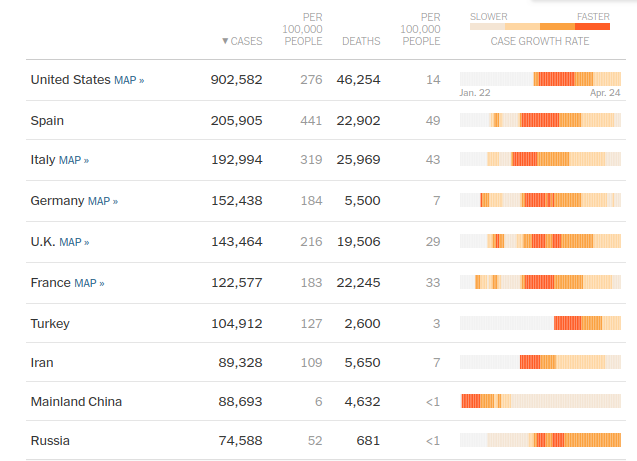 SLOWER FASTER
PER PER
100,000 100,000
▼ CASES PEOPLE DEATHS PEOPLE CASE GROWTH RATE
United States MAP » 902,582 276 46,254 14
Jan. 22 Apr. 24
Spain 205,905 441 22,902 49
Italy MAP » 192,994 319 25,969 43
Germany MAP » 152,438 184 5,500 7
U.K. MAP » 143,464 216 19,506 29
France MAP » 122,577 183 22,245 33
Turkey 104,912 127 2,600 3
Iran 89,328 109 5,650 7
Mainland China 88,693 6 4,632 <1
Russia 74,588 52 681 <1